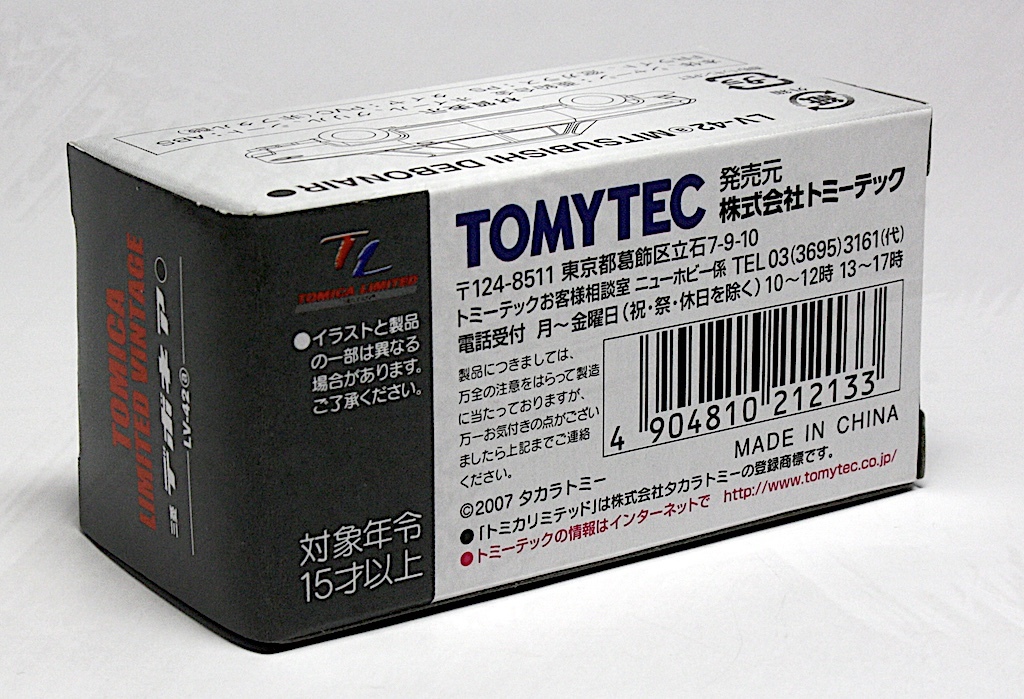 LV-42ⓐMITSUBISHI DEBONAIR●
材質表示
TOMICA
LIMITED VINTAGE
三菱 デボネア
LV-42ⓐ
TL
TOMICA LIMITED
●イラストと製品
の一部は異なる
場合があります。
ご了承ください。
対象年令
15才以上
TOMYTEC 発売元
株式会社トミーテック
〒124-8511 東京都葛飾区立石7-9-10
トミーテックお客様相談室 ニューホビー係 TEL 03(3695)3161(代)
電話受付 月〜金曜日(祝・祭・休日を除く) 10〜12時 13〜17時
製品につきましては、
万全の注意をはらって製造
に当たっておりますが、
万一お気付きの点がござい
ましたら上記までご連絡
ください。
4 904810 212133
MADE IN CHINA
©2007 タカラトミー
●「トミカリミテッド」は株式会社タカラトミーの登録商標です。
●トミーテックの情報はインターネットで http://www.tomytec.co.jp/